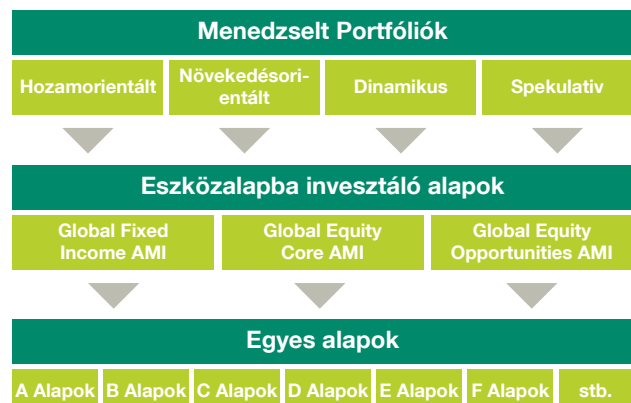 Menedzselt Portfóliók
Hozamorientált
Növekedésori-
entált
Dinamikus
Spekulativ
Eszközalapba invesztáló alapok
Global Fixed
Income AMI
Global Equity
Core AMI
Global Equity
Opportunities AMI
Egyes alapok
A Alapok
B Alapok
C Alapok
D Alapok
E Alapok
F Alapok
stb.